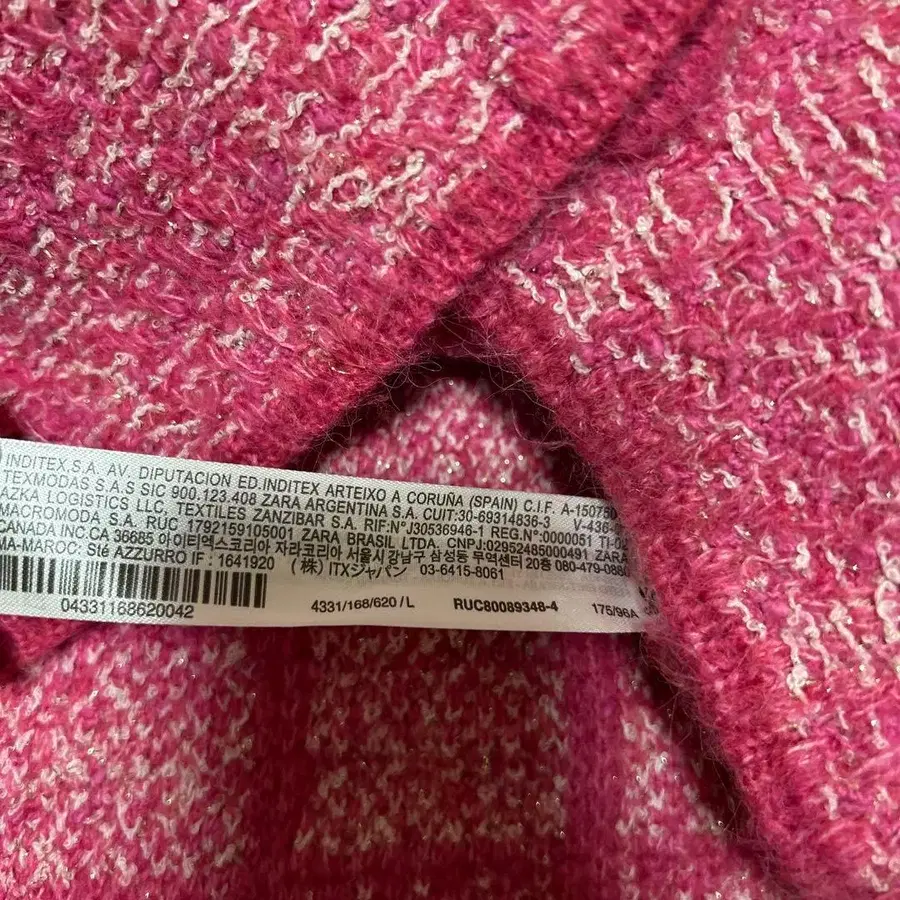 INDITEX,S.A. AV. DIPUTACION ED.INDITEX ARTEIXO A CORUÑA (SPAIN) C.I.F. A-150750
TEXMODAS S.A.S SIC 900.123.408 ZARA ARGENTINA S.A. CUIT:30-69314836-3 V-436-
AZKA LOGISTICS LLC, TEXTILES ZANZIBAR S.A. RIF:N°J30536946-1 REG.N°:0000051 TI-
MACROMODA S.A. RUC 1792159105001 ZARA BRASIL LTDA, CNPJ:02952485000491 ZARA
CANADA INC.CA 36685 아이티엑스코리아 자라코리아 서울시 강남구 삼성동 무역센터 20층 080-479-0880
MA-MAROC: Sté AZZURRO IF : 1641920 (株) ITXジャパン 03-6415-8061
04331168620042 4331/168/620 /L RUC80089348-4 175/96A